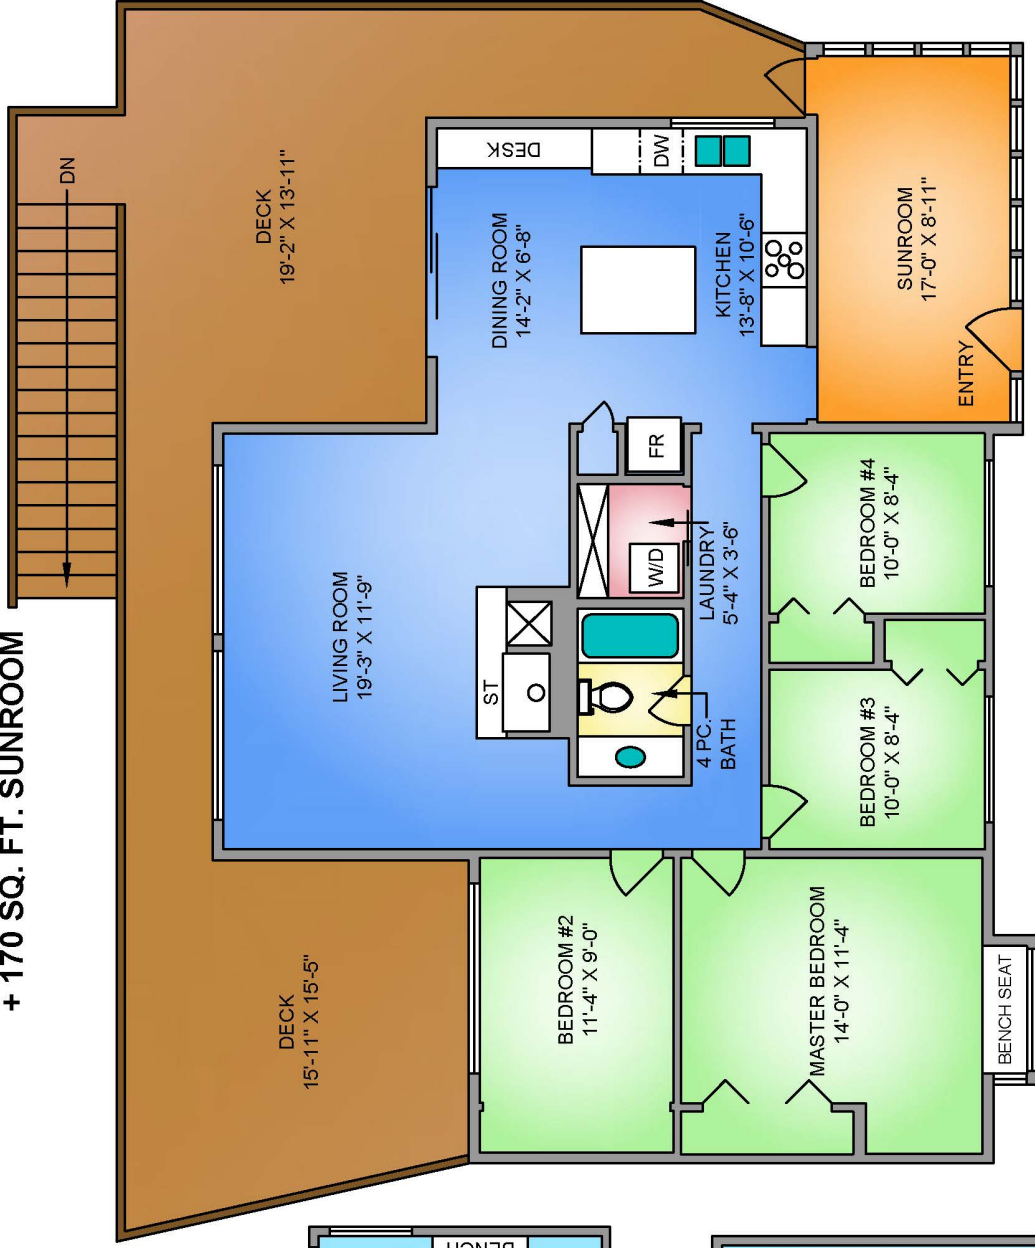 + 170 SQ. FT. SUNROOM
DN
DECK
19'-2" X 13'-11"
DESK
DW
DINING ROOM
14'-2" X 6'-8"
KITCHEN
13'-8" X 10'-6"
SUNROOM
17'-0" X 8'-11"
ENTRY
LIVING ROOM
19'-3" X 11'-9"
FR
W/D
LAUNDRY
5'-4" X 3'-6"
ST
4 PC.
BATH
BEDROOM #4
10'-0" X 8'-4"
BEDROOM #3
10'-0" X 8'-4"
DECK
15'-11" X 15'-5"
BEDROOM #2
11'-4" X 9'-0"
MASTER BEDROOM
14'-0" X 11'-4"
BENCH SEAT
BENCH